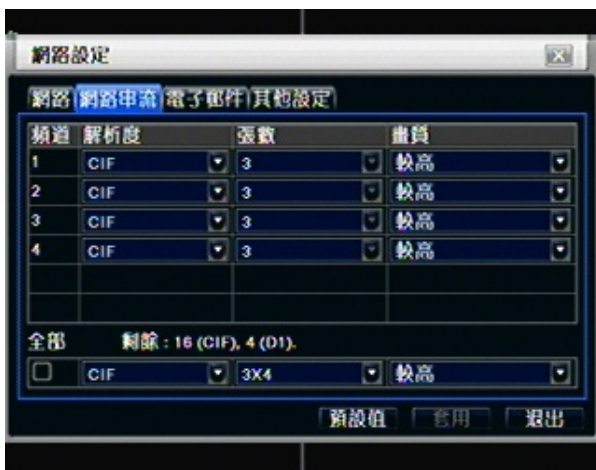 網路設定
網路 網路串流 電子郵件 其他設定
頻道 解析度 張數 畫質
1 CIF 3 較高
2 CIF 3 較高
3 CIF 3 較高
4 CIF 3 較高
全部 剩餘 : 16 (CIF), 4 (D1).
CIF 3X4 較高
預設值 套用 退出